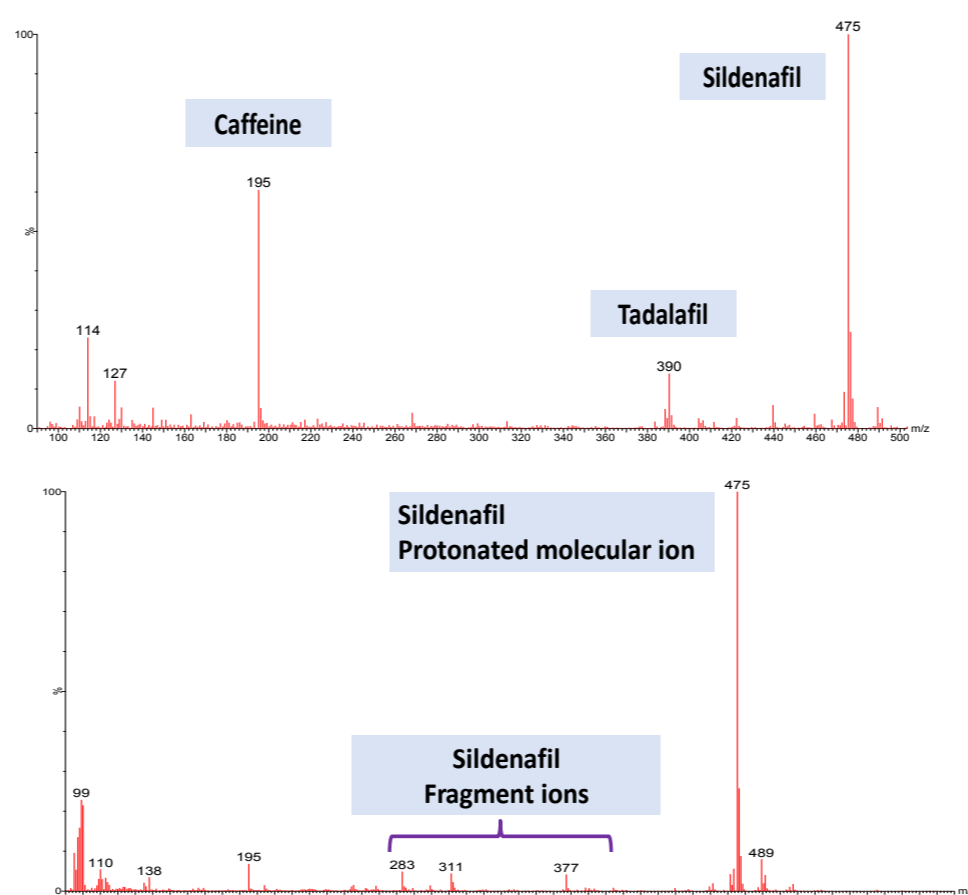 100
475
Sildenafil
Caffeine
195
%
Tadalafil
114
390
127
0
100 120 140 160 180 200 220 240 260 280 300 320 340 360 380 400 420 440 460 480 500 m/z
100
475
Sildenafil
Protonated molecular ion
%
Sildenafil
Fragment ions
99
110
138
195
283
311
377
489
0
m